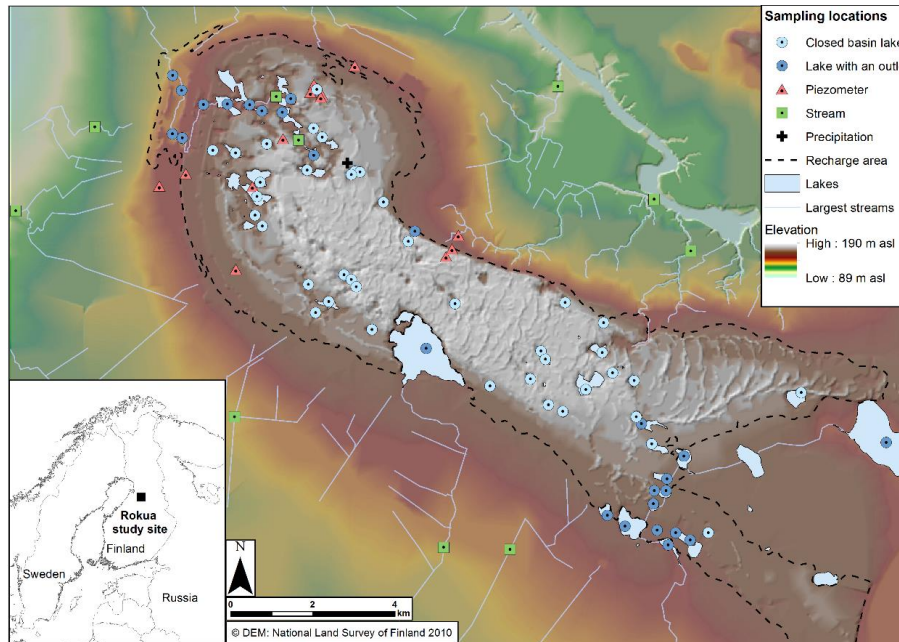 Sampling locations
Closed basin lake
Lake with an outl
Piezometer
Stream
Precipitation
Recharge area
Lakes
Largest streams
Elevation
High : 190 m asl
Low : 89 m asl
Rokua
study site
Finland
Sweden
Russia
N
0 2 4
km
© DEM: National Land Survey of Finland 2010